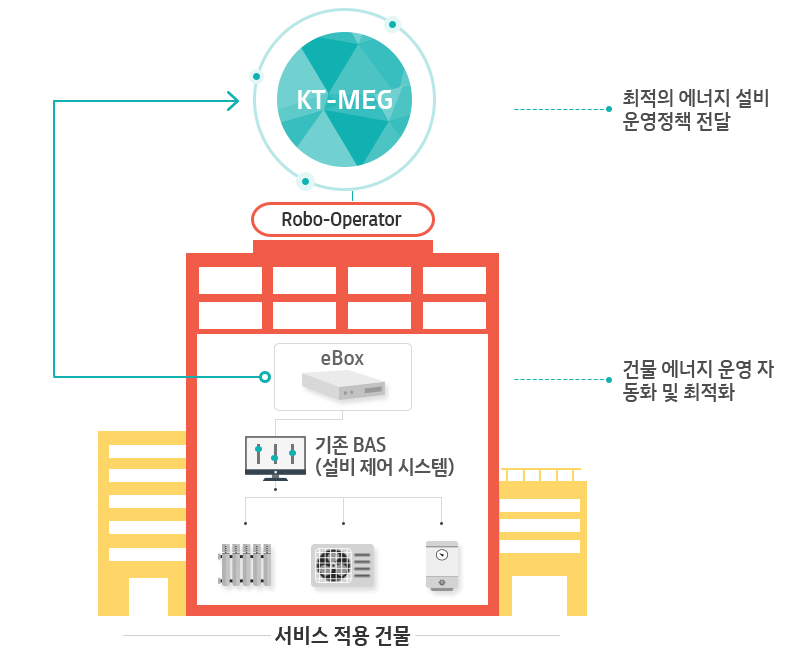 KT-MEG
최적의 에너지 설비
운영정책 전달
Robo-Operator
eBox
건물 에너지 운영 자
동화 및 최적화
기존 BAS
(설비 제어 시스템)
서비스 적용 건물